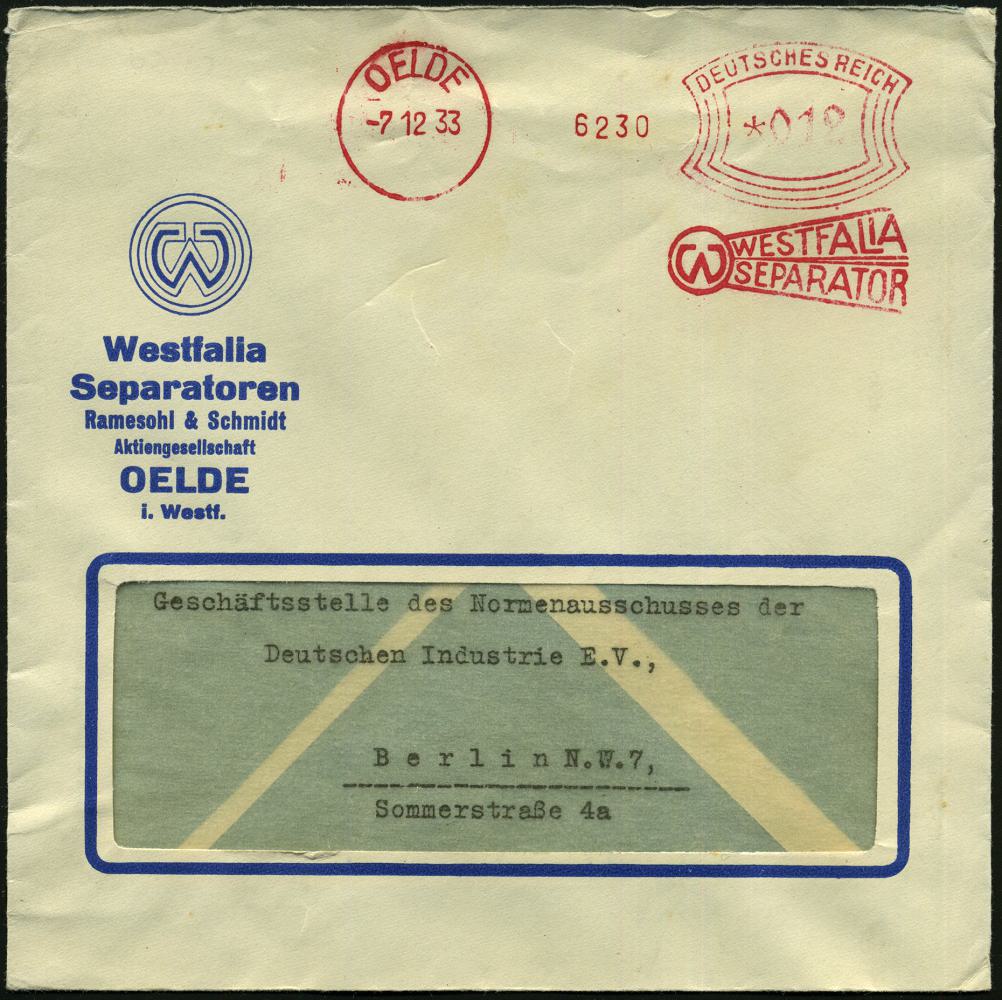 OELDE
-7 12 33
6230
DEUTSCHES REICH
*012
WESTFALIA
SEPARATOR
Westfalia
Separatoren
Ramesohl & Schmidt
Aktiengesellschaft
OELDE
i. Westf.
Geschäftsstelle des Normenausschusses der
Deutschen Industrie E.V.,
B e r l i n N.W.7,
Sommerstraße 4a